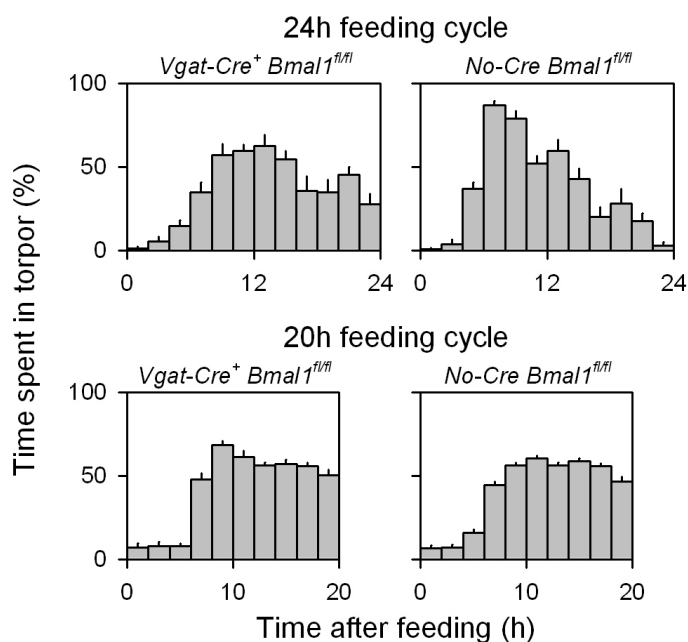 24h feeding cycle
Vgat-Cre⁺ Bmal1ᶠˡ/ᶠˡ No-Cre Bmal1ᶠˡ/ᶠˡ
100
50
0
0 12 24 0 12 24
20h feeding cycle
Vgat-Cre⁺ Bmal1ᶠˡ/ᶠˡ No-Cre Bmal1ᶠˡ/ᶠˡ
100
50
0
0 10 20 0 10 20
Time after feeding (h)
Time spent in torpor (%)